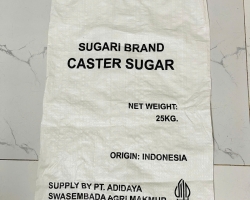 SUGARI BRAND
CASTER SUGAR
NET WEIGHT:
25KG.
ORIGIN: INDONESIA
SUPPLY BY PT. ADIDAYA
SWASEMBADA AGRI MAKMUR